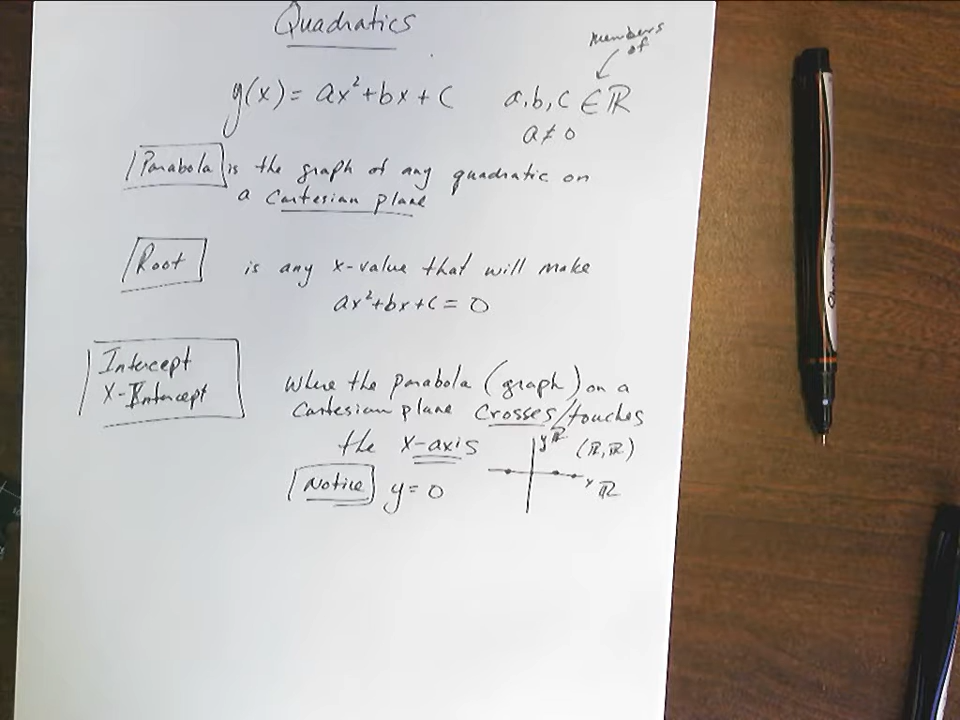 Quadratics
members
of
y(x) = ax²+bx+c a,b,c ∈ ℝ
a ≠ 0
Parabola is the graph of any quadratic on
a Cartesian plane
Root is any x-value that will make
ax²+bx+c = 0
Intercept
X-Intercept
Where the parabola (graph) on a
Cartesian plane crosses/touches
the x-axis
y ℝ (ℝ,ℝ)
x ℝ
Notice y = 0